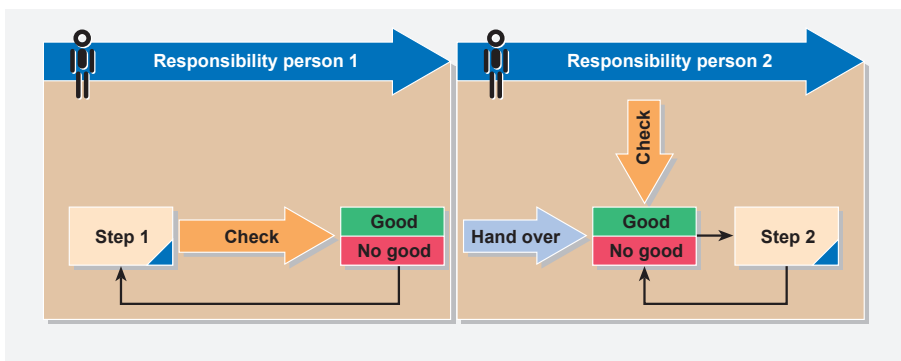 Responsibility person 1
Responsibility person 2
Check
Step 1
Check
Good
No good
Hand over
Good
No good
Step 2